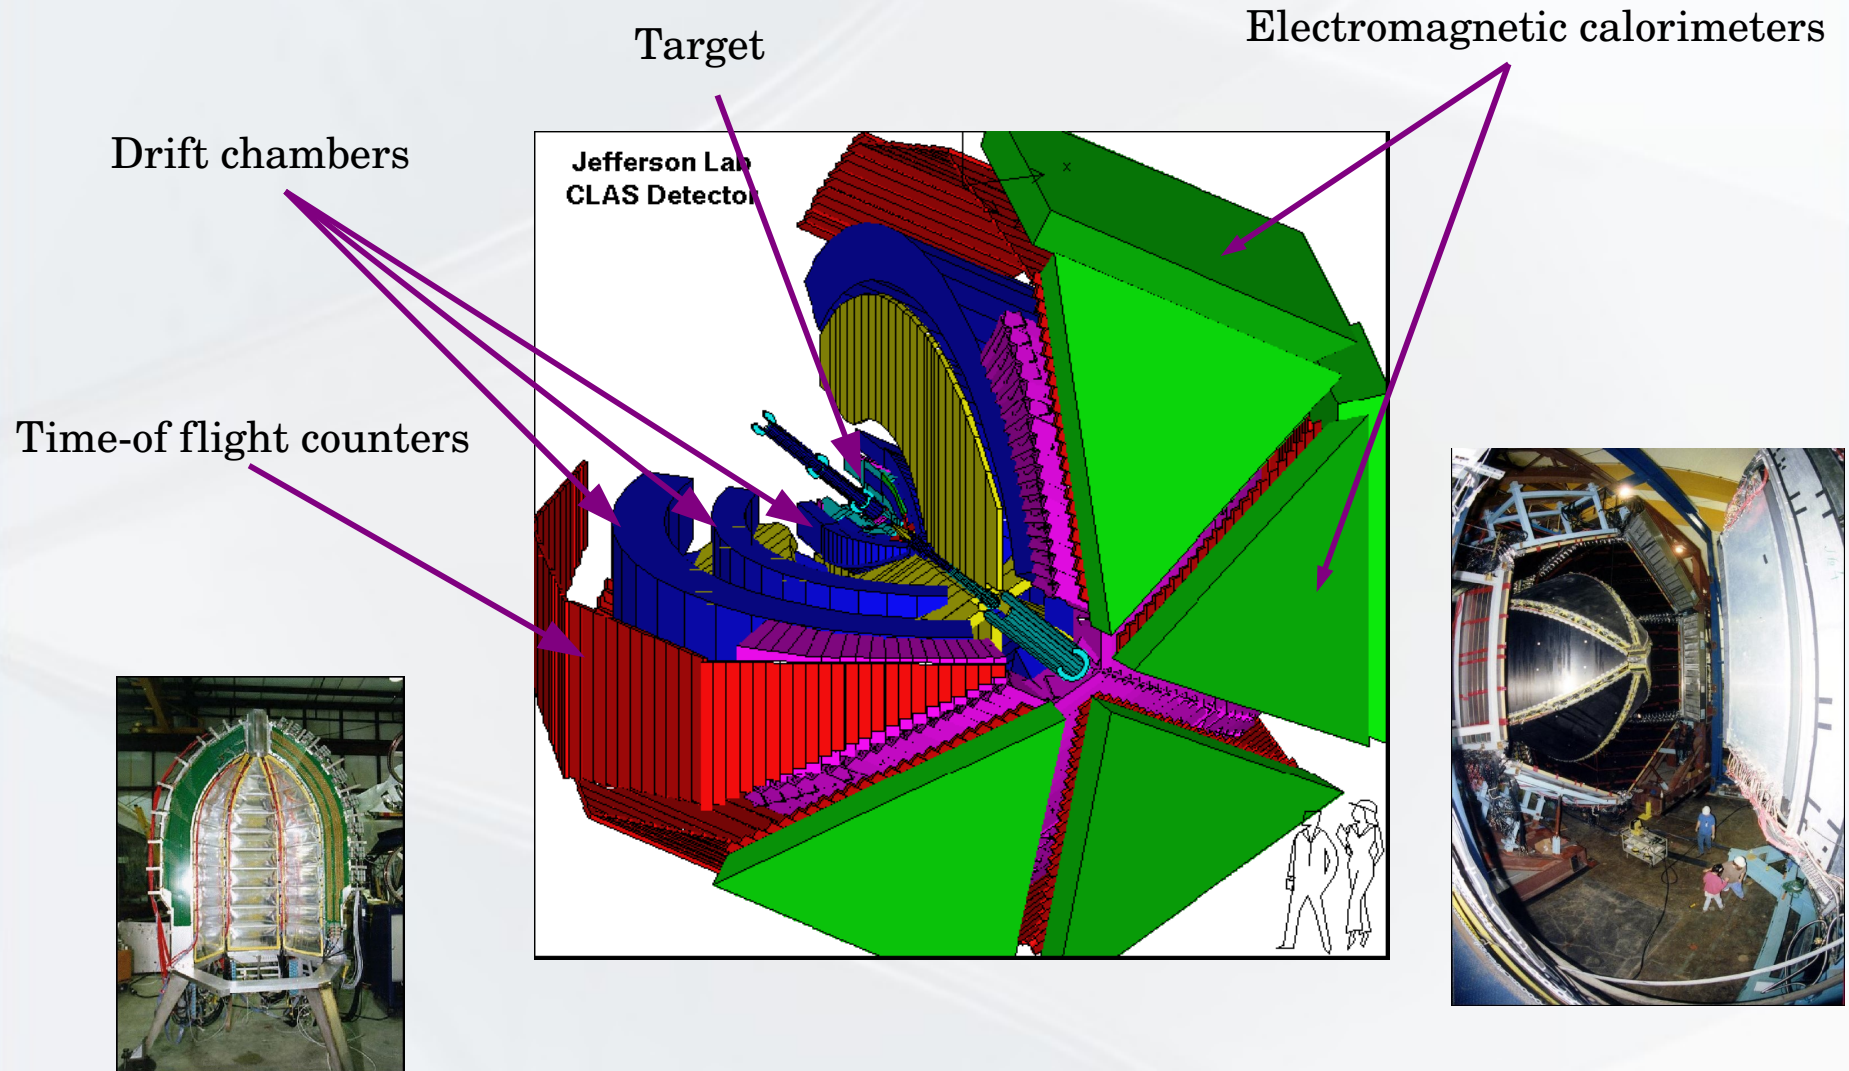 Target
Electromagnetic calorimeters
Drift chambers
Jefferson Lab
CLAS Detector
x
Time-of flight counters